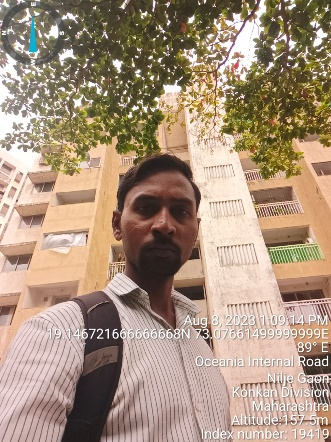 Aug 8, 2023 1:09:14 PM
19.146721666666668N 73.07661499999999E
89° E
Oceania Internal Road
Nilje Gaon
Konkan Division
Maharashtra
Altitude:157.5m
Index number: 19419